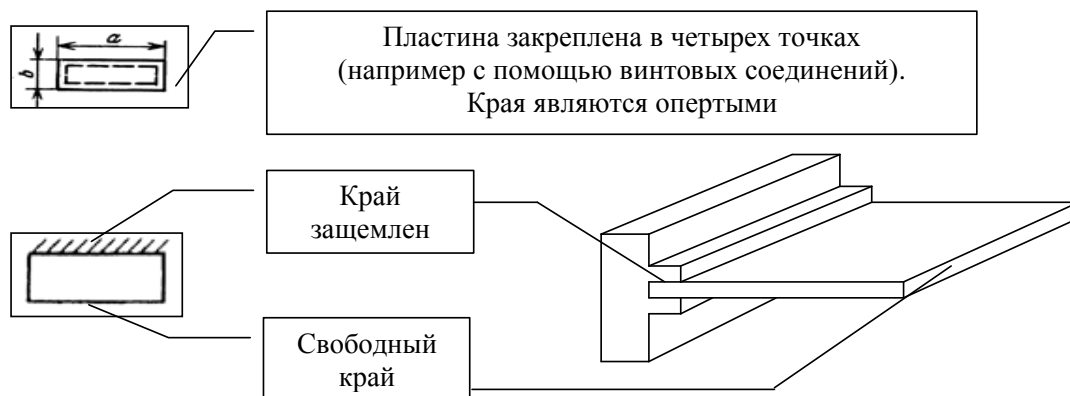 a
b
Пластина закреплена в четырех точках
(например с помощью винтовых соединений).
Края являются опертыми
Край
защемлен
Свободный
край